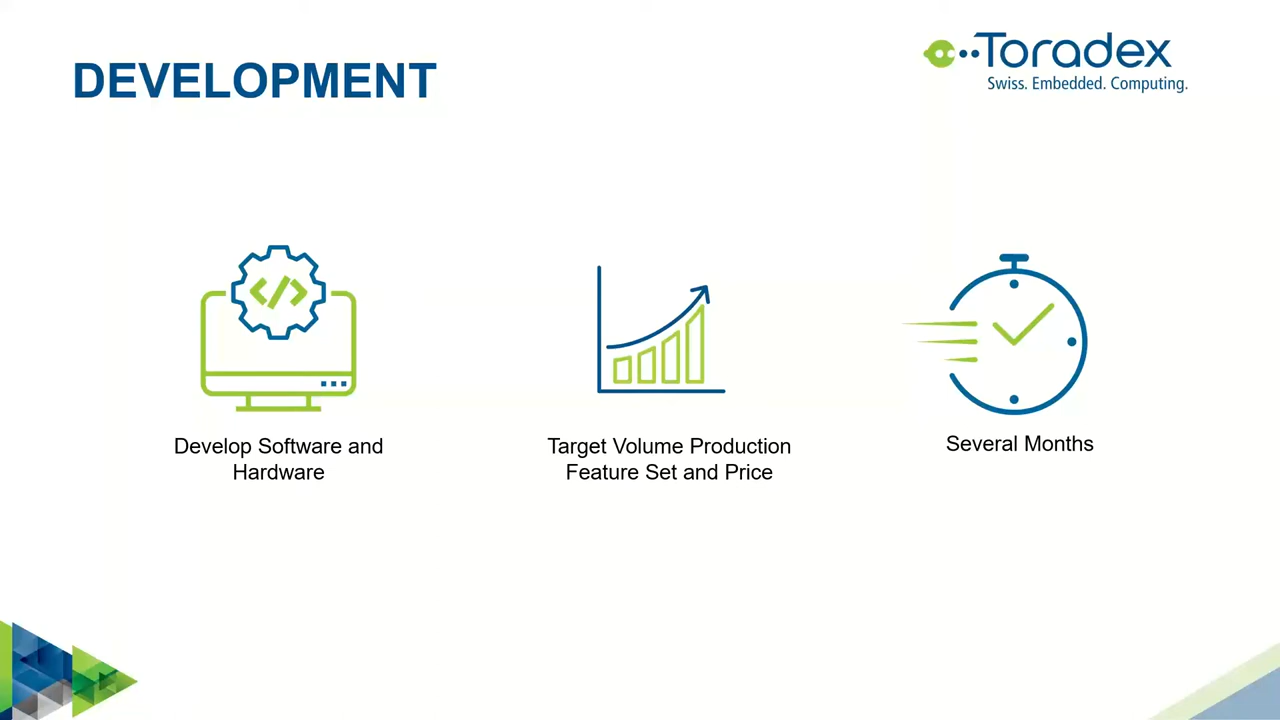 DEVELOPMENT
Toradex
Swiss. Embedded. Computing.
</>
Develop Software and
Hardware
Target Volume Production
Feature Set and Price
Several Months